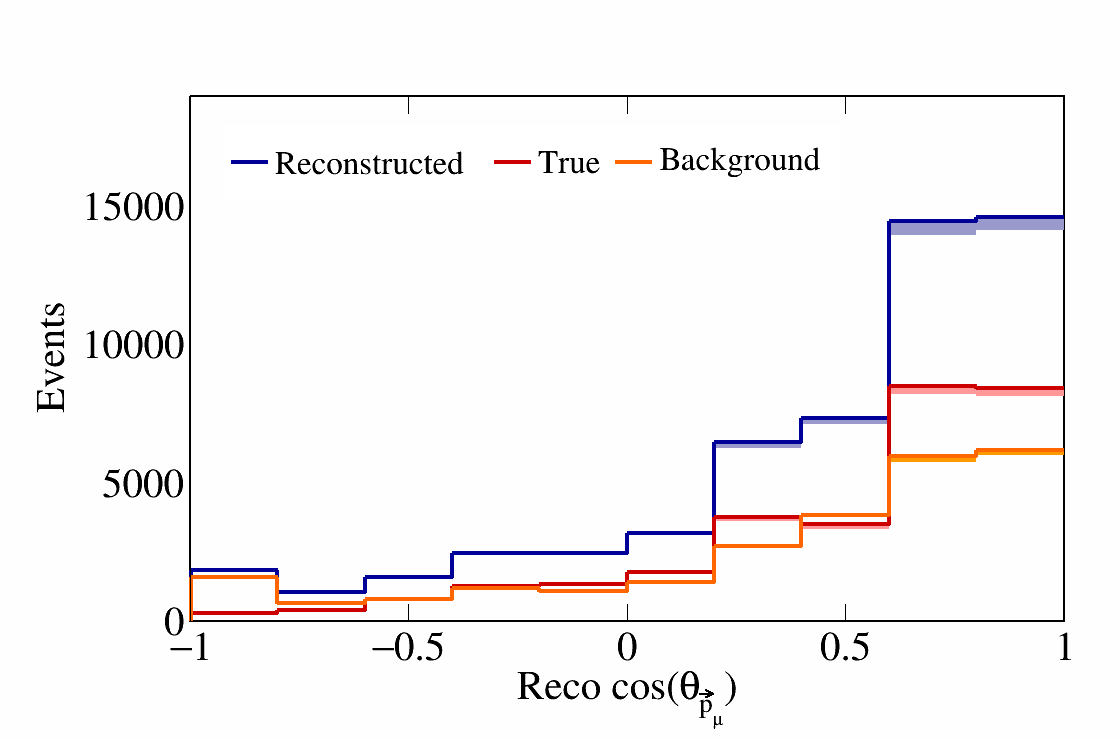 Reconstructed True Background
15000
10000
5000
0
Events
−1 −0.5 0 0.5 1
Reco cos(θp⃗μ)